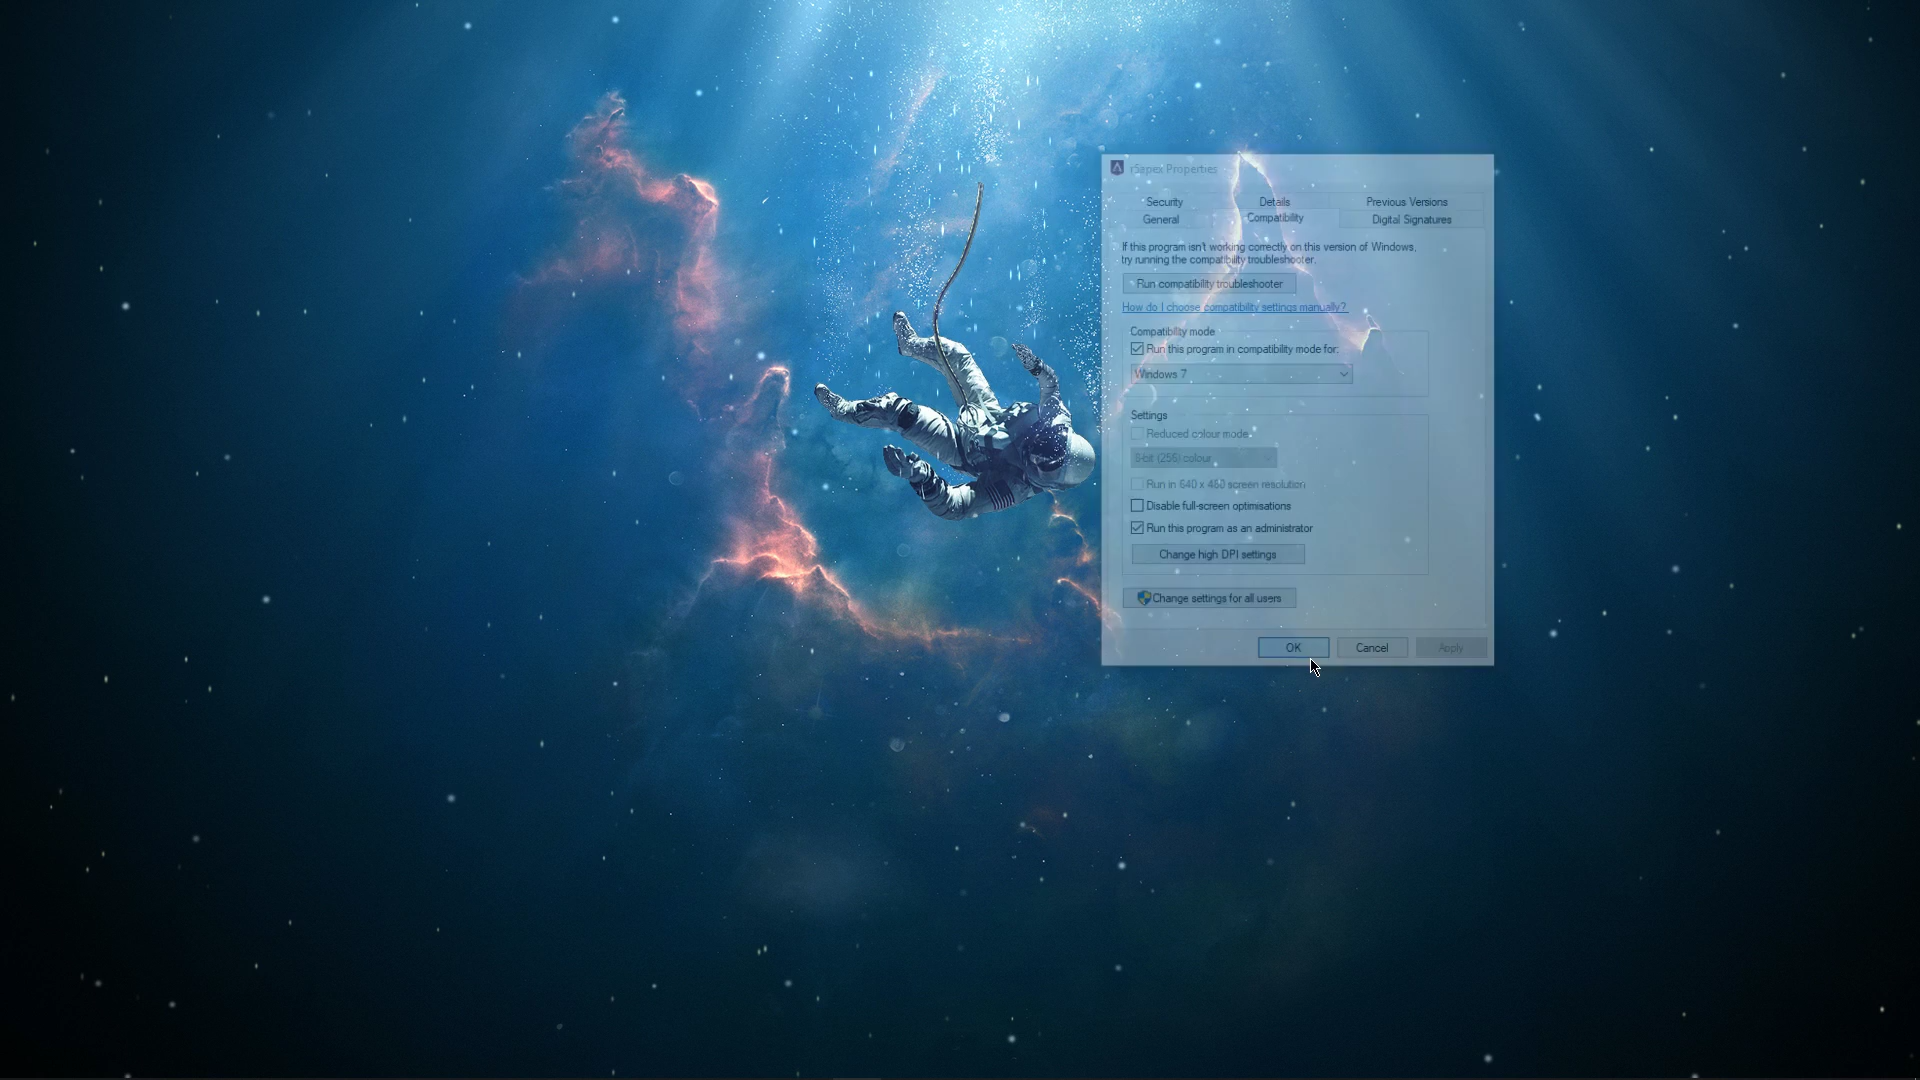 r5apex Properties
Security Details Previous Versions
General Compatibility Digital Signatures
If this program isn't working correctly on this version of Windows,
try running the compatibility troubleshooter.
Run compatibility troubleshooter
How do I choose compatibility settings manually?
Compatibility mode
Run this program in compatibility mode for:
Windows 7
Settings
Reduced colour mode
8-bit (256) colour
Run in 640 x 480 screen resolution
Disable full-screen optimisations
Run this program as an administrator
Change high DPI settings
Change settings for all users
OK Cancel Apply